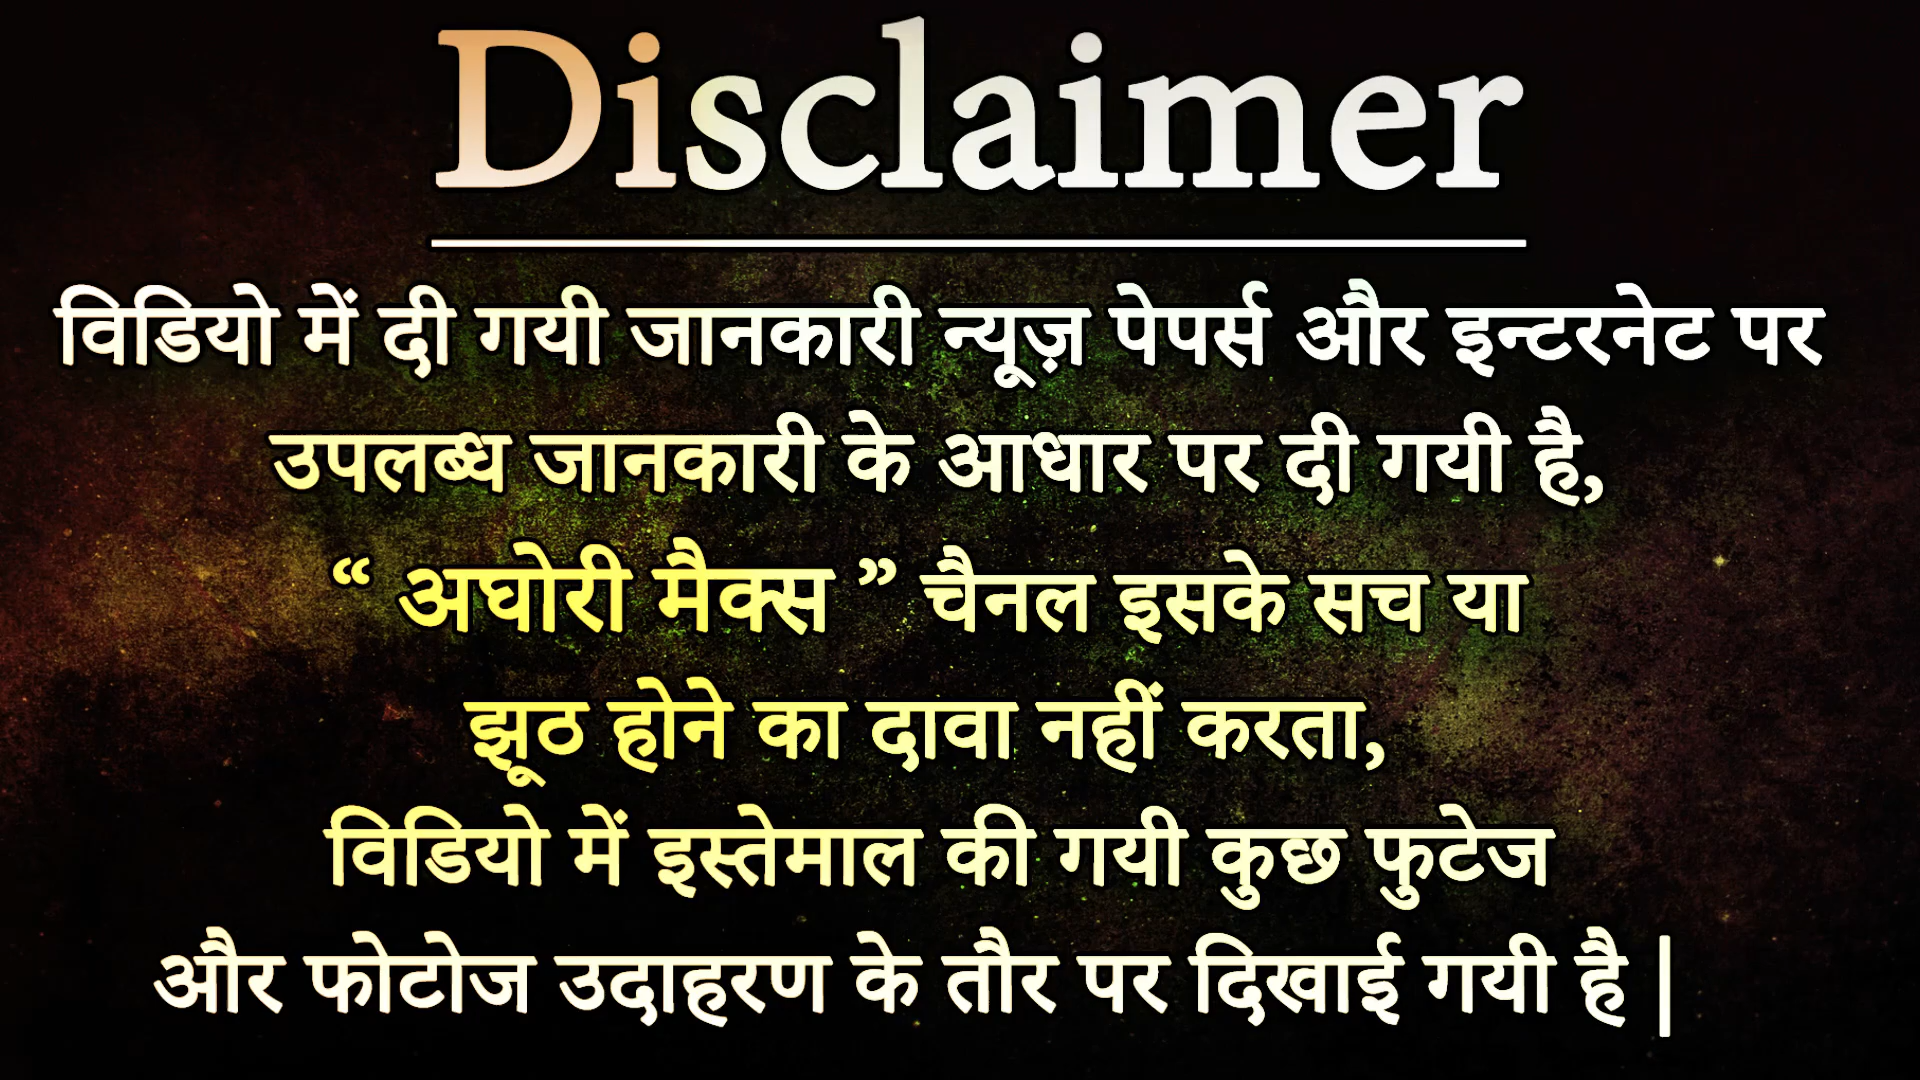 Disclaimer
विडियो में दी गयी जानकारी न्यूज़ पेपर्स और इन्टरनेट पर
उपलब्ध जानकारी के आधार पर दी गयी है,
“ अघोरी मैक्स ” चैनल इसके सच या
झूठ होने का दावा नहीं करता,
विडियो में इस्तेमाल की गयी कुछ फुटेज
और फोटोज उदाहरण के तौर पर दिखाई गयी है |